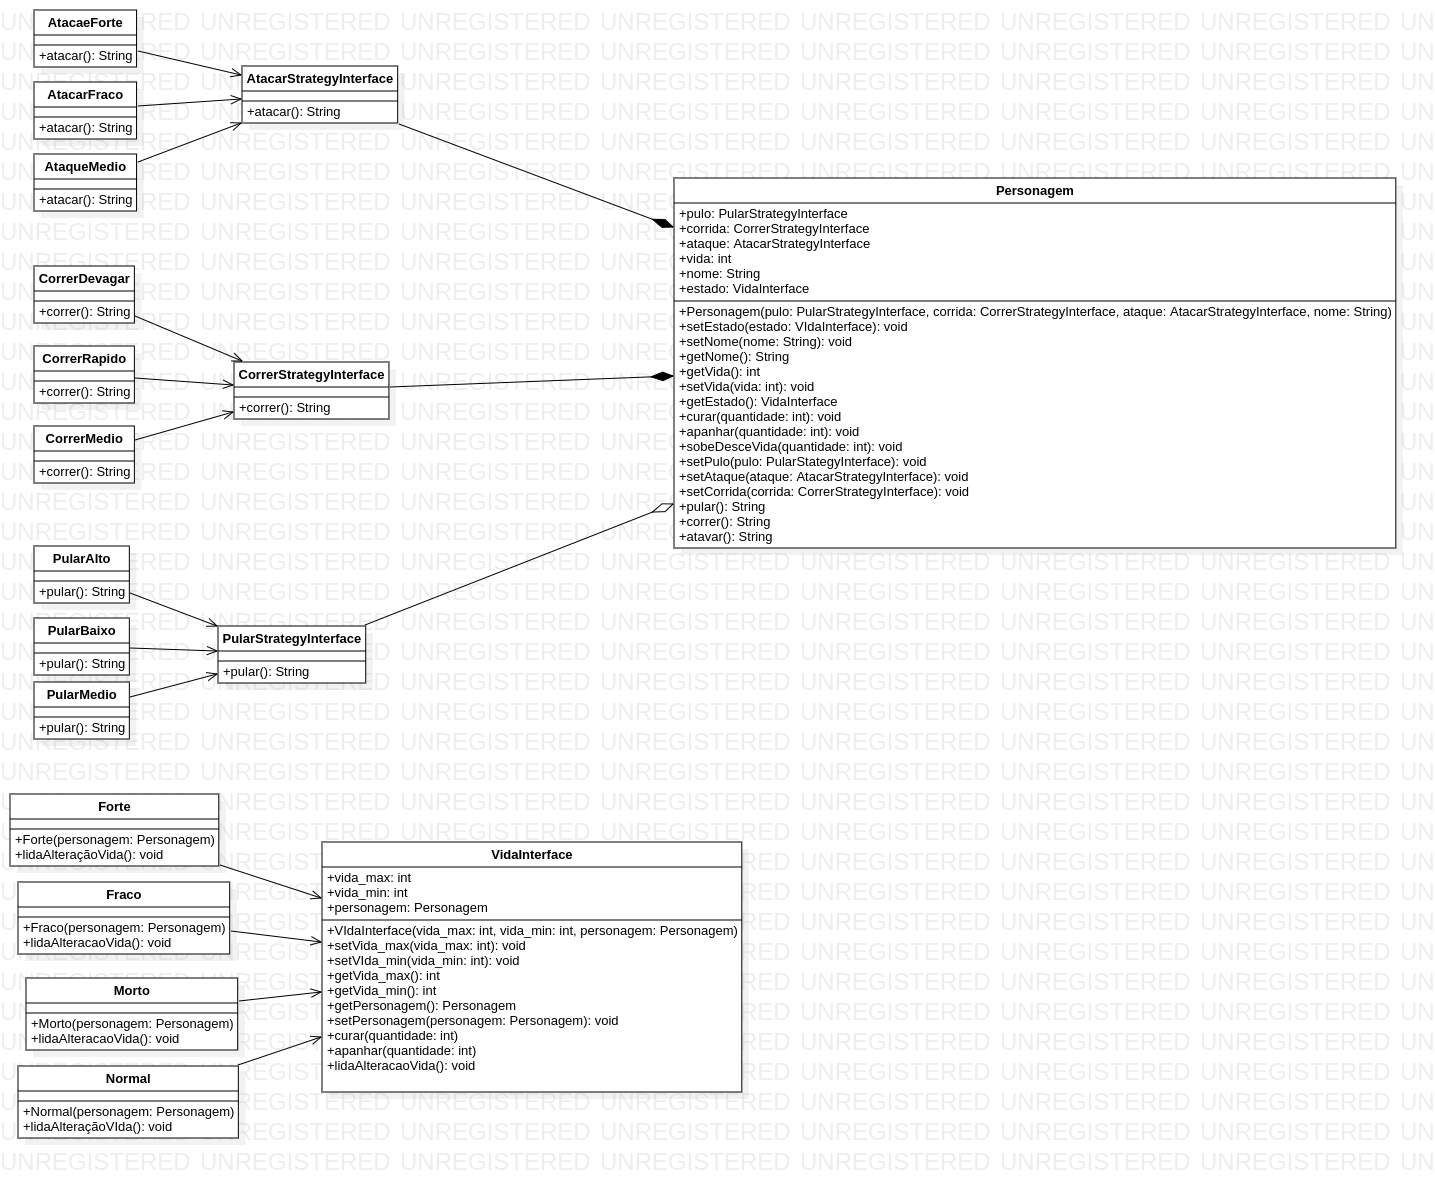 AtacaeForte
+atacar(): String
AtacarFraco
+atacar(): String
AtaqueMedio
+atacar(): String
AtacarStrategyInterface
+atacar(): String
CorrerDevagar
+correr(): String
CorrerRapido
+correr(): String
CorrerMedio
+correr(): String
CorrerStrategyInterface
+correr(): String
PularAlto
+pular(): String
PularBaixo
+pular(): String
PularMedio
+pular(): String
PularStrategyInterface
+pular(): String
Personagem
+pulo: PularStrategyInterface
+corrida: CorrerStrategyInterface
+ataque: AtacarStrategyInterface
+vida: int
+nome: String
+estado: VidaInterface
+Personagem(pulo: PularStrategyInterface, corrida: CorrerStrategyInterface, ataque: AtacarStrategyInterface, nome: String)
+setEstado(estado: VIdaInterface): void
+setNome(nome: String): void
+getNome(): String
+getVida(): int
+setVida(vida: int): void
+getEstado(): VidaInterface
+curar(quantidade: int): void
+apanhar(quantidade: int): void
+sobeDesceVida(quantidade: int): void
+setPulo(pulo: PularStategyInterface): void
+setAtaque(ataque: AtacarStrategyInterface): void
+setCorrida(corrida: CorrerStrategyInterface): void
+pular(): String
+correr(): String
+atavar(): String
Forte
+Forte(personagem: Personagem)
+lidaAlteraçãoVida(): void
Fraco
+Fraco(personagem: Personagem)
+lidaAlteracaoVida(): void
Morto
+Morto(personagem: Personagem)
+lidaAlteracaoVida(): void
Normal
+Normal(personagem: Personagem)
+lidaAlteraçãoVIda(): void
VidaInterface
+vida_max: int
+vida_min: int
+personagem: Personagem
+VIdaInterface(vida_max: int, vida_min: int, personagem: Personagem)
+setVida_max(vida_max: int): void
+setVIda_min(vida_min: int): void
+getVida_max(): int
+getVida_min(): int
+getPersonagem(): Personagem
+setPersonagem(personagem: Personagem): void
+curar(quantidade: int)
+apanhar(quantidade: int)
+lidaAlteracaoVida(): void